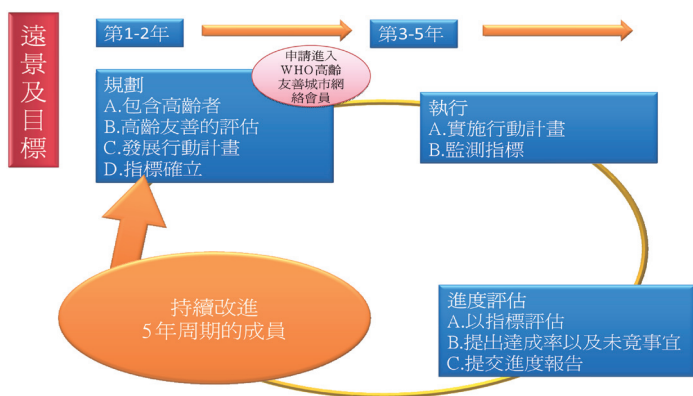 遠景及目標
第1-2年
第3-5年
申請進入
WHO高齡
友善城市網
絡會員
規劃
A.包含高齡者
B.高齡友善的評估
C.發展行動計畫
D.指標確立
執行
A.實施行動計畫
B.監測指標
進度評估
A.以指標評估
B.提出達成率以及未竟事宜
C.提交進度報告
持續改進
5年周期的成員